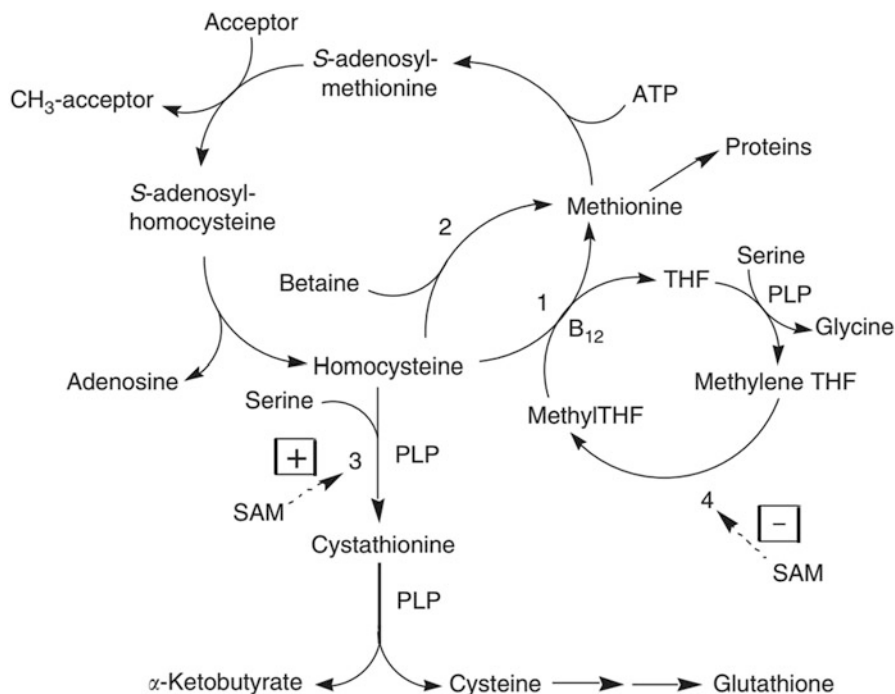 Acceptor
S-adenosyl-
methionine
CH3-acceptor
ATP
Proteins
S-adenosyl-
homocysteine
Methionine
2
Serine
Betaine
1
THF
PLP
B12
Glycine
Homocysteine
Adenosine
Methylene THF
Serine
MethylTHF
+
3
PLP
SAM
4
−
Cystathionine
SAM
PLP
α-Ketobutyrate
Cysteine
Glutathione